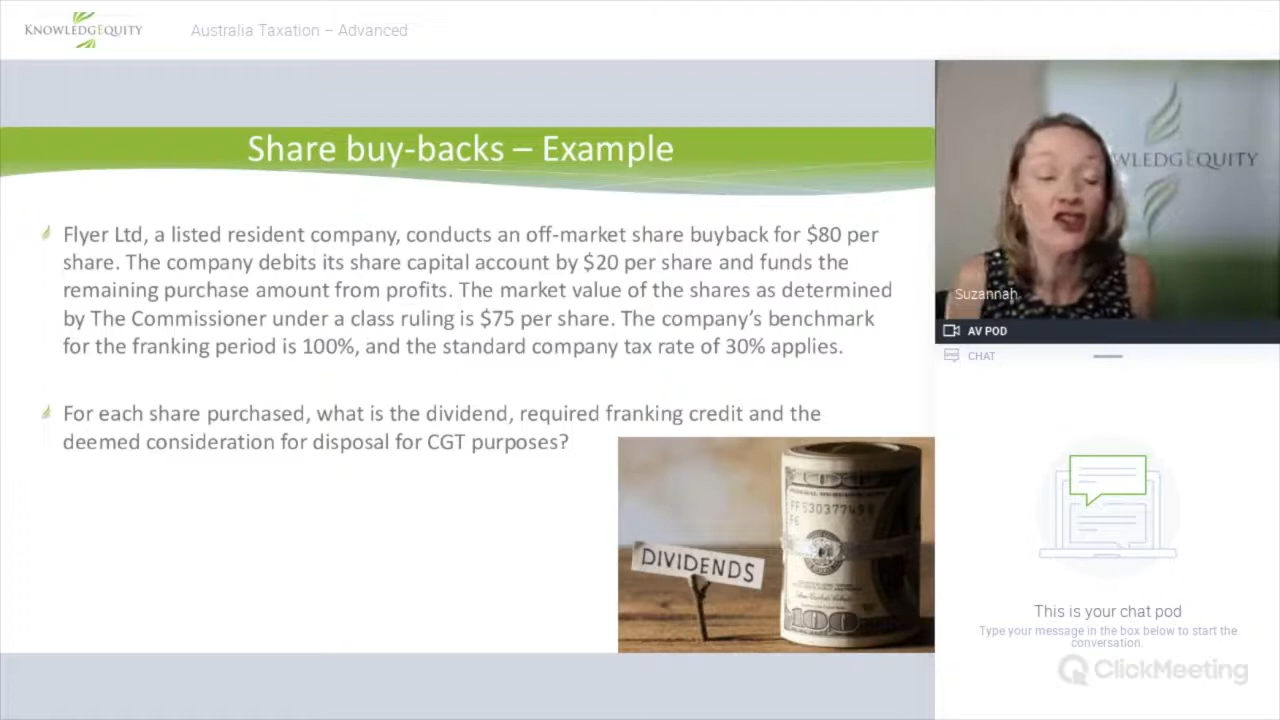 KNOWLEDGEQUITY
Australia Taxation – Advanced
Share buy-backs – Example
Flyer Ltd, a listed resident company, conducts an off-market share buyback for $80 per
share. The company debits its share capital account by $20 per share and funds the
remaining purchase amount from profits. The market value of the shares as determined
by The Commissioner under a class ruling is $75 per share. The company's benchmark
for the franking period is 100%, and the standard company tax rate of 30% applies.
For each share purchased, what is the dividend, required franking credit and the
deemed consideration for disposal for CGT purposes?
DIVIDENDS
100
WLEDGEQUITY
Suzannah
AV POD
CHAT
This is your chat pod
Type your message in the box below to start the
conversation.
ClickMeeting